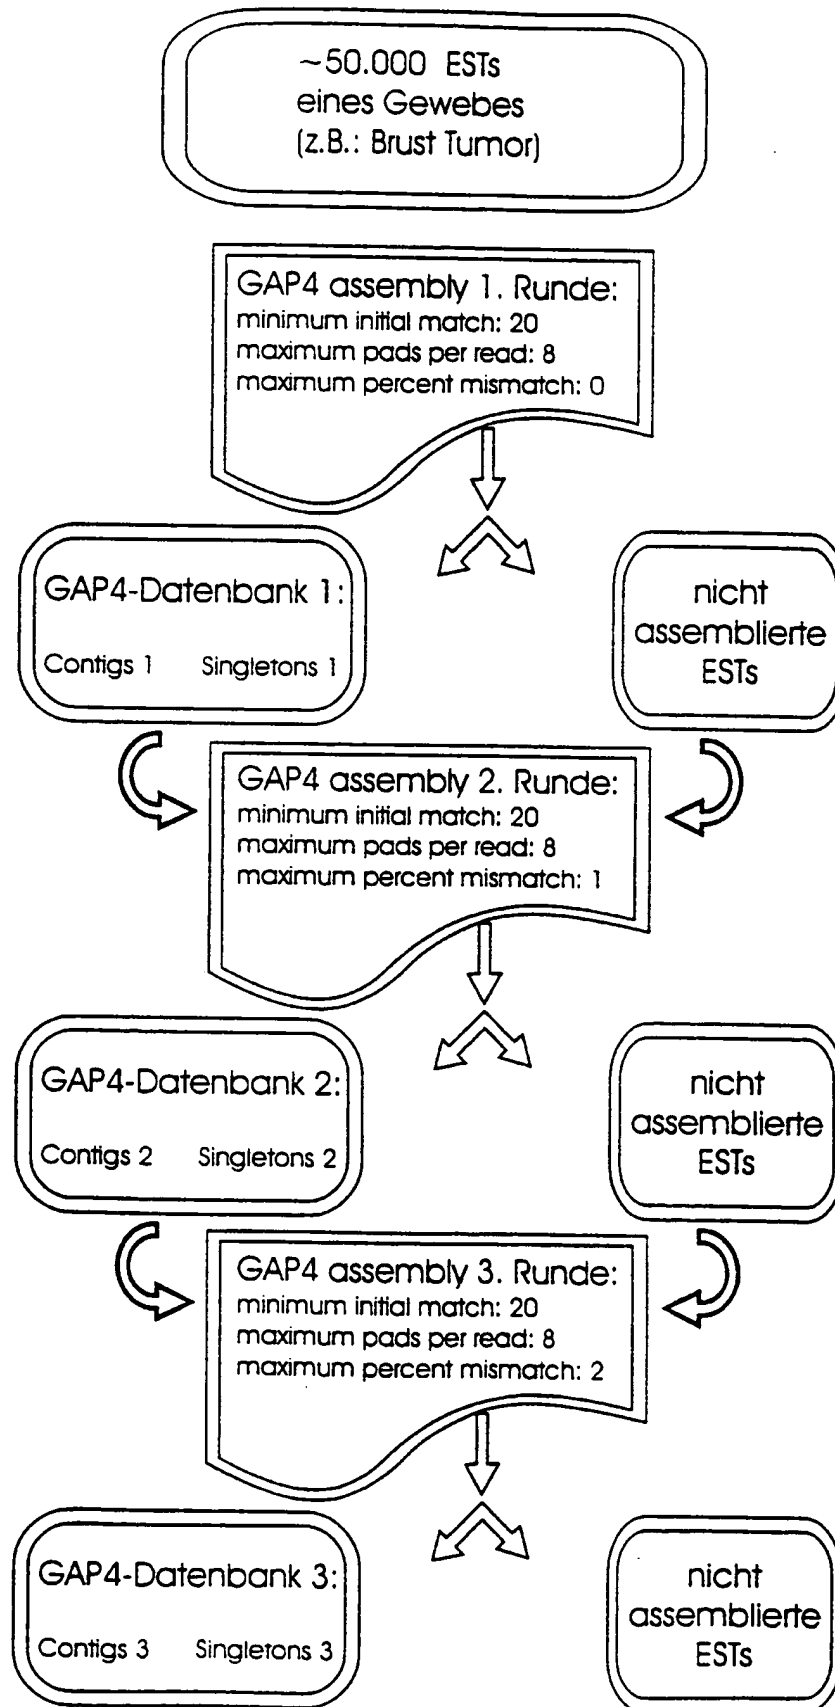 ~50.000 ESTs
eines Gewebes
(z.B.: Brust Tumor)
GAP4 assembly 1. Runde:
minimum initial match: 20
maximum pads per read: 8
maximum percent mismatch: 0
GAP4-Datenbank 1:
Contigs 1 Singletons 1
nicht
assemblierte
ESTs
GAP4 assembly 2. Runde:
minimum initial match: 20
maximum pads per read: 8
maximum percent mismatch: 1
GAP4-Datenbank 2:
Contigs 2 Singletons 2
nicht
assemblierte
ESTs
GAP4 assembly 3. Runde:
minimum initial match: 20
maximum pads per read: 8
maximum percent mismatch: 2
GAP4-Datenbank 3:
Contigs 3 Singletons 3
nicht
assemblierte
ESTs